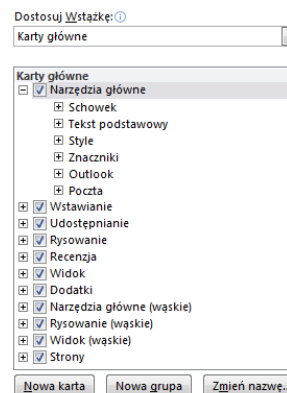 Dostosuj Wstążkę:
Karty główne
Karty główne
Narzędzia główne
Schowek
Tekst podstawowy
Style
Znaczniki
Outlook
Poczta
Wstawianie
Udostępnianie
Rysowanie
Recenzja
Widok
Dodatki
Narzędzia główne (wąskie)
Rysowanie (wąskie)
Widok (wąskie)
Strony
Nowa karta Nowa grupa Zmień nazwę..